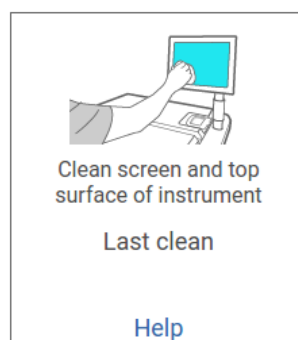 Clean screen and top
surface of instrument
Last clean
Help